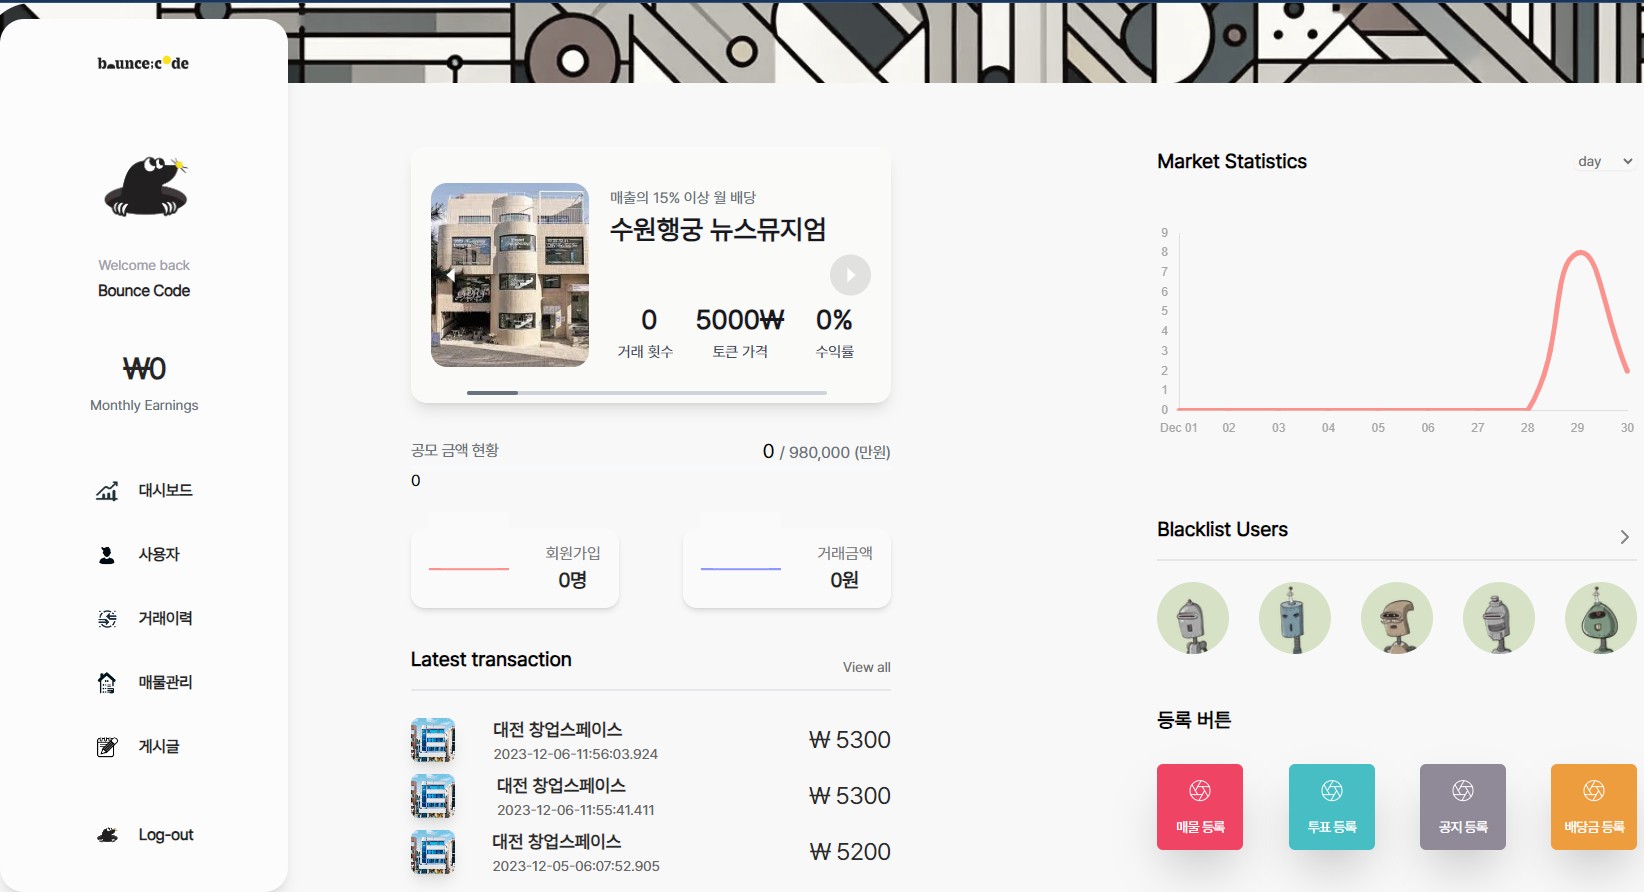 bounce:code
Welcome back
Bounce Code
₩0
Monthly Earnings
대시보드
사용자
거래이력
매물관리
게시글
Log-out
매출의 15% 이상 월 배당
수원행궁 뉴스뮤지엄
0 5000₩ 0%
거래 횟수 토큰 가격 수익률
공모 금액 현황 0 / 980,000 (만원)
0
회원가입
0명
거래금액
0원
Latest transaction View all
대전 창업스페이스
2023-12-06-11:56:03.924
₩ 5300
대전 창업스페이스
2023-12-06-11:55:41.411
₩ 5300
대전 창업스페이스
2023-12-05-06:07:52.905
₩ 5200
Market Statistics day
9
8
7
6
5
4
3
2
1
0
Dec 01 02 03 04 05 06 27 28 29 30
Blacklist Users
등록 버튼
매물 등록 투표 등록 공지 등록 배당금 등록